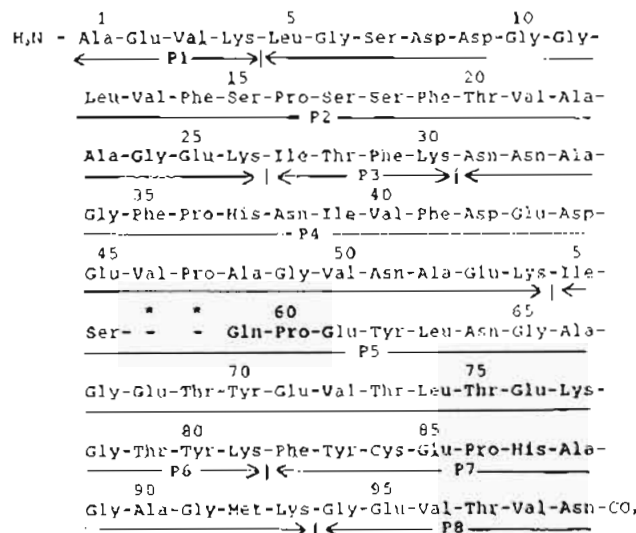 1 5 10
H,N - Ala-Glu-Val-Lys-Leu-Gly-Ser-Asp-Asp-Gly-Gly-
P1
15 20
Leu-Val-Phe-Ser-Pro-Ser-Ser-Phe-Thr-Val-Ala-
P2
25 30
Ala-Gly-Glu-Lys-Ile-Thr-Phe-Lys-Asn-Asn-Ala-
P3
35 40
Gly-Phe-Pro-His-Asn-Ile-Val-Phe-Asp-Glu-Asp-
P4
45 50 5
Glu-Val-Pro-Ala-Gly-Val-Asn-Ala-Glu-Lys-Ile-
* * 60 65
Ser- - - Gln-Pro-Glu-Tyr-Leu-Asn-Gly-Ala-
P5
70 75
Gly-Glu-Thr-Tyr-Glu-Val-Thr-Leu-Thr-Glu-Lys-
80 85
Gly-Thr-Tyr-Lys-Phe-Tyr-Cys-Glu-Pro-His-Ala-
P6 P7
90 95
Gly-Ala-Gly-Met-Lys-Gly-Glu-Val-Thr-Val-Asn-CO,
P8